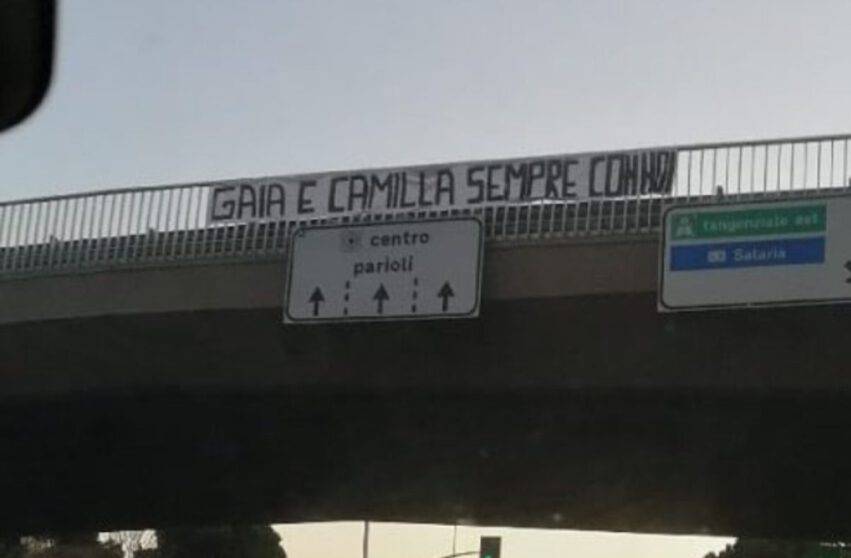 GAIA E CAMILLA SEMPRE CON NOI
centro
parioli
tangenziale est
Salaria